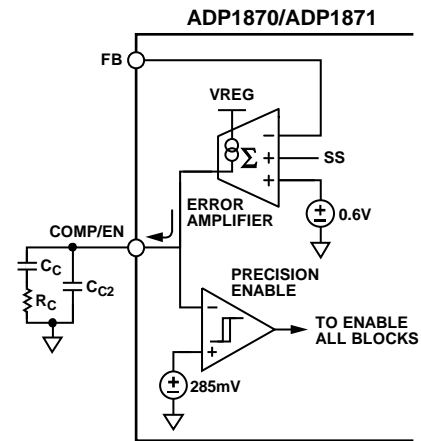 ADP1870/ADP1871
FB
VREG
Σ
−
+
+
SS
ERROR
AMPLIFIER
0.6V
COMP/EN
CC
RC
CC2
PRECISION
ENABLE
−
+
TO ENABLE
ALL BLOCKS
285mV